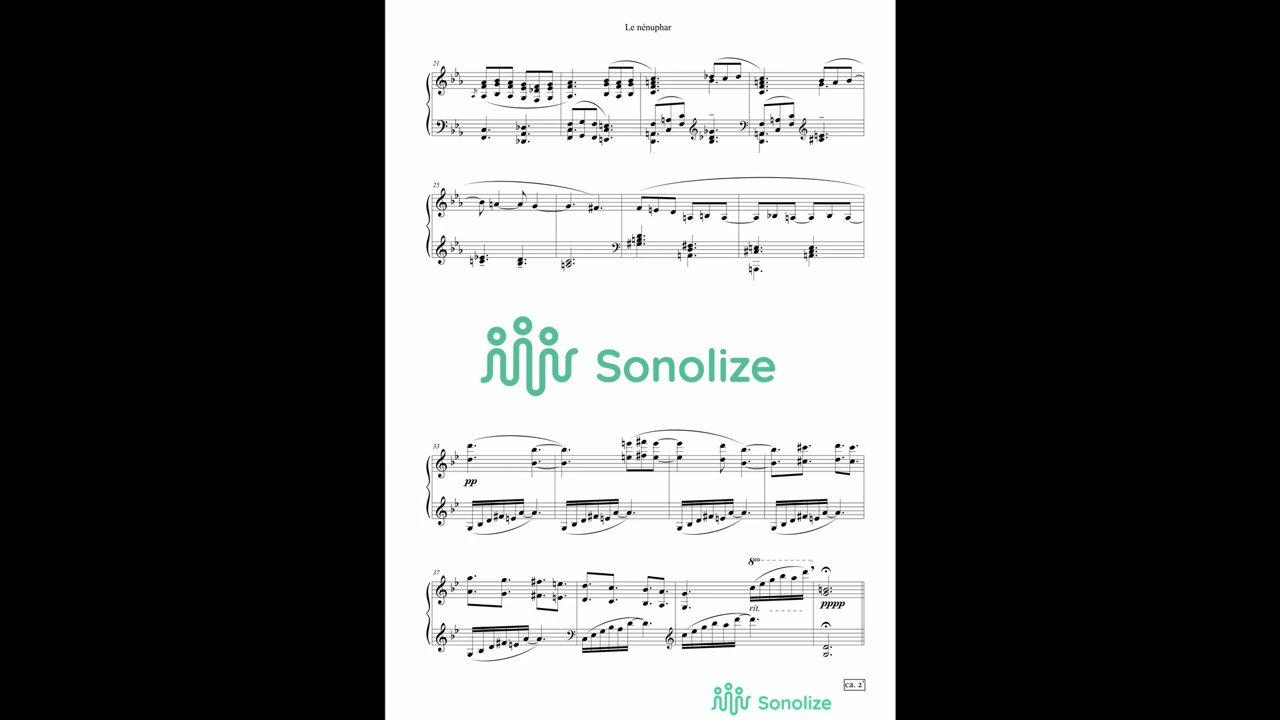 Le nénuphar
21
25
Sonolize
33
pp
37
8va
rit.
pppp
ca. 2'
Sonolize